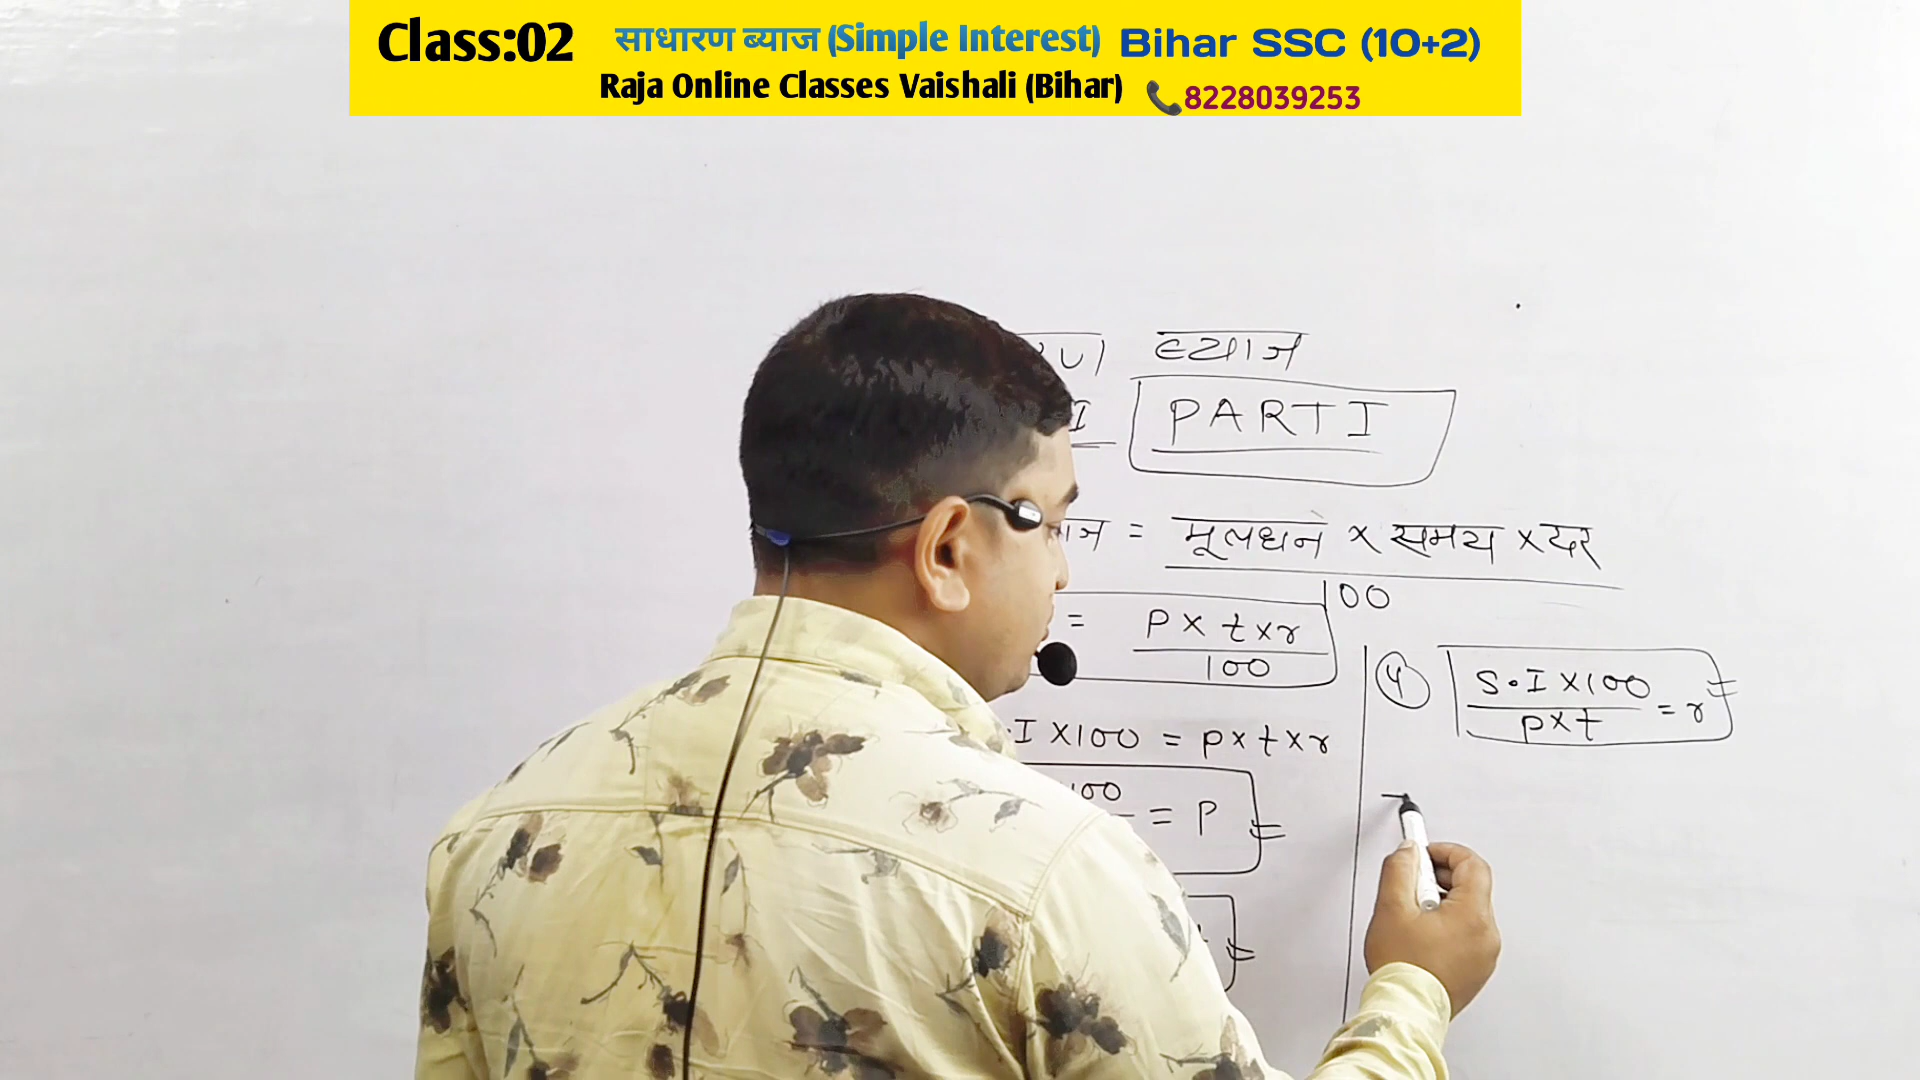 Class:02
साधारण ब्याज (Simple Interest)
Bihar SSC (10+2)
Raja Online Classes Vaishali (Bihar)
8228039253
ब्याज
PART I
= मूलधन x समय x दर
100
= P x t x r
100
.I x 100 = P x t x r
100
= P
4
S.I x 100
P x t
= r